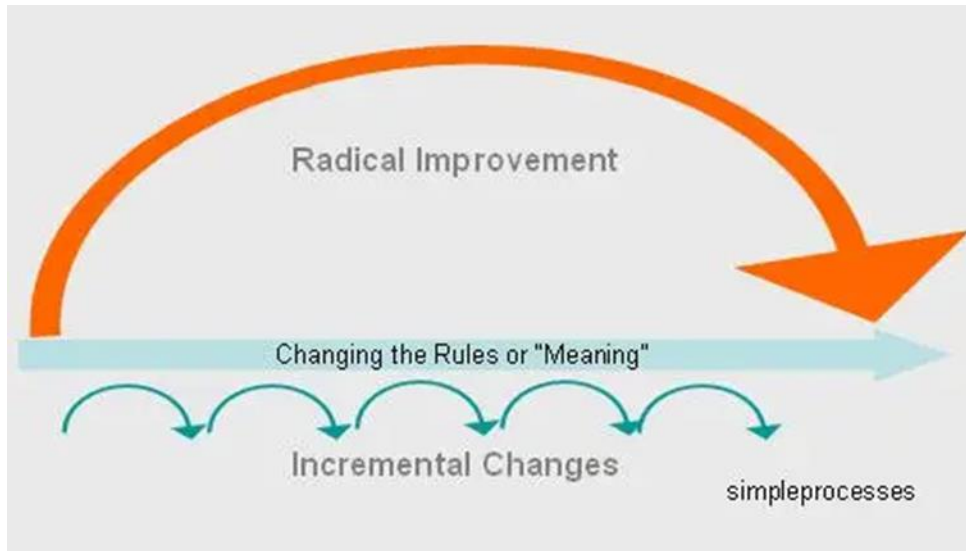 Radical Improvement
Changing the Rules or "Meaning"
Incremental Changes
simpleprocesses